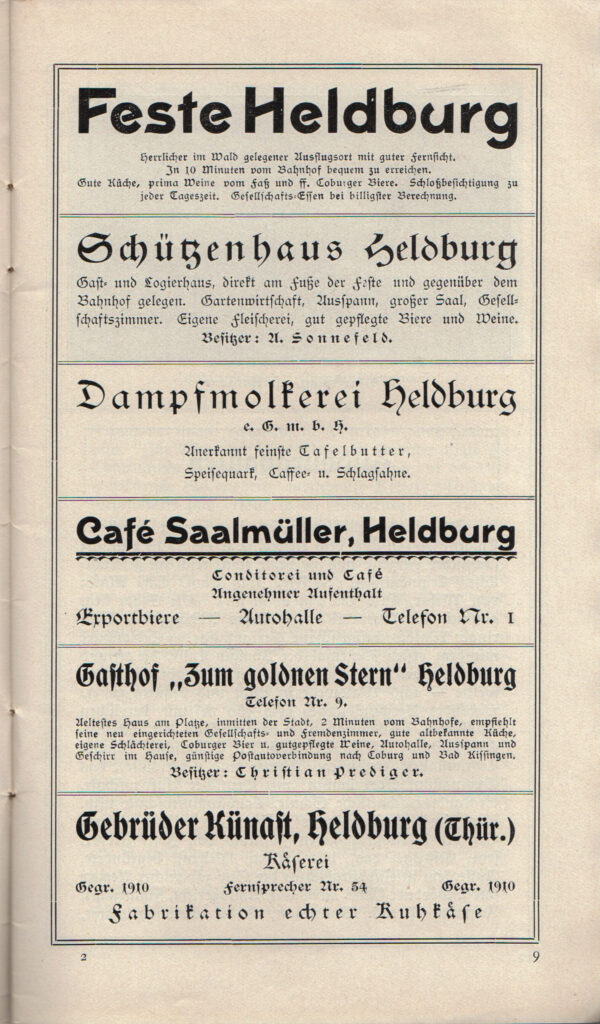 Feste Heldburg
Herrlicher im Wald gelegener Ausflugsort mit guter Fernsicht.
In 10 Minuten vom Bahnhof bequem zu erreichen.
Gute Küche, prima Weine vom Faß und ff. Coburger Biere. Schloßbesichtigung zu
jeder Tageszeit. Gesellschafts-Essen bei billigster Berechnung.
Schützenhaus Heldburg
Gast- und Logierhaus, direkt am Fuße der Feste und gegenüber dem
Bahnhof gelegen. Gartenwirtschaft, Ausspann, großer Saal, Gesell-
schaftszimmer. Eigene Fleischerei, gut gepflegte Biere und Weine.
Besitzer: A. Sonnefeld.
Dampfmolkerei Heldburg
e. G. m. b. H.
Anerkannt feinste Tafelbutter,
Speisequark, Caffee- u. Schlagsahne.
Café Saalmüller, Heldburg
Conditorei und Café
Angenehmer Aufenthalt
Exportbiere — Autohalle — Telefon Nr. 1
Gasthof „Zum goldnen Stern“ Heldburg
Telefon Nr. 9.
Aeltestes Haus am Platze, inmitten der Stadt, 2 Minuten vom Bahnhofe, empfiehlt
seine neu eingerichteten Gesellschafts- und Fremdenzimmer, gute altbekannte Küche,
eigene Schlächterei, Coburger Bier u. gutgepflegte Weine, Autohalle, Ausspann und
Geschirr im Hause, günstige Postautoverbindung nach Coburg und Bad Kissingen.
Besitzer: Christian Prediger.
Gebrüder Künast, Heldburg (Thür.)
Käserei
Gegr. 1910 Fernsprecher Nr. 54 Gegr. 1910
Fabrikation echter Kuhkäse
2 9